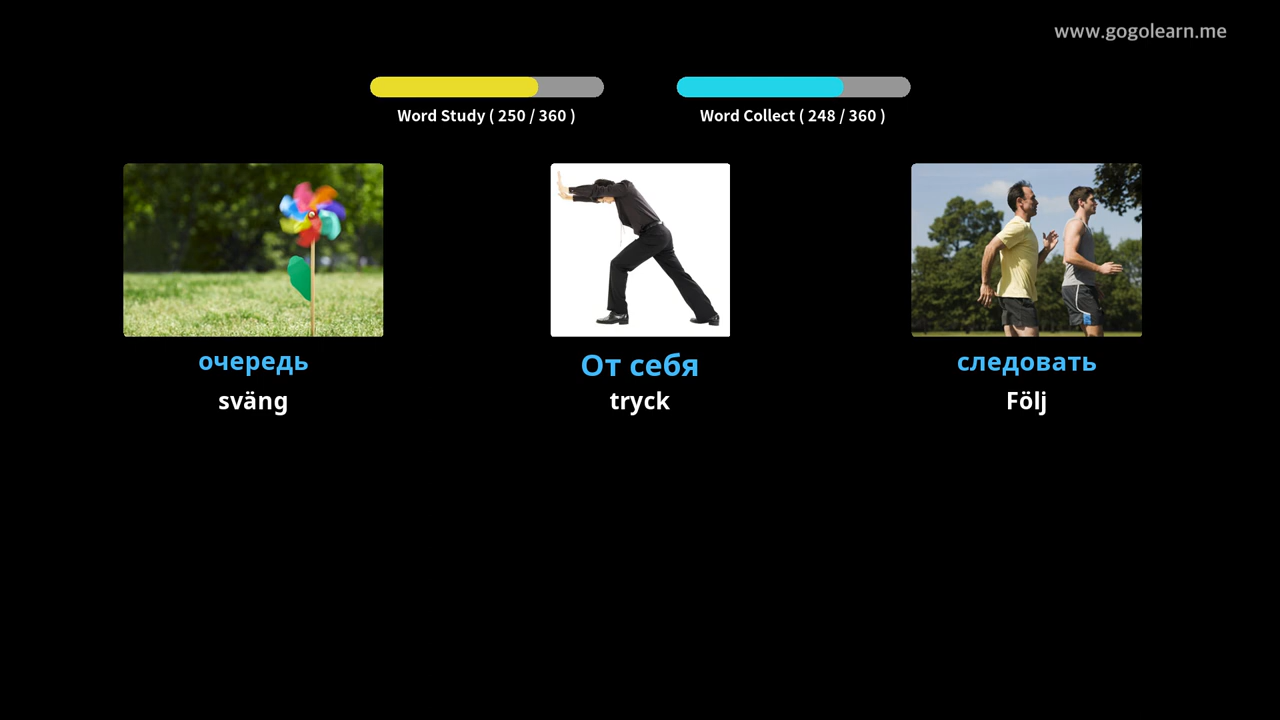 www.gogolearn.me
Word Study ( 250 / 360 )
Word Collect ( 248 / 360 )
очередь
От себя
следовать
sväng
tryck
Följ